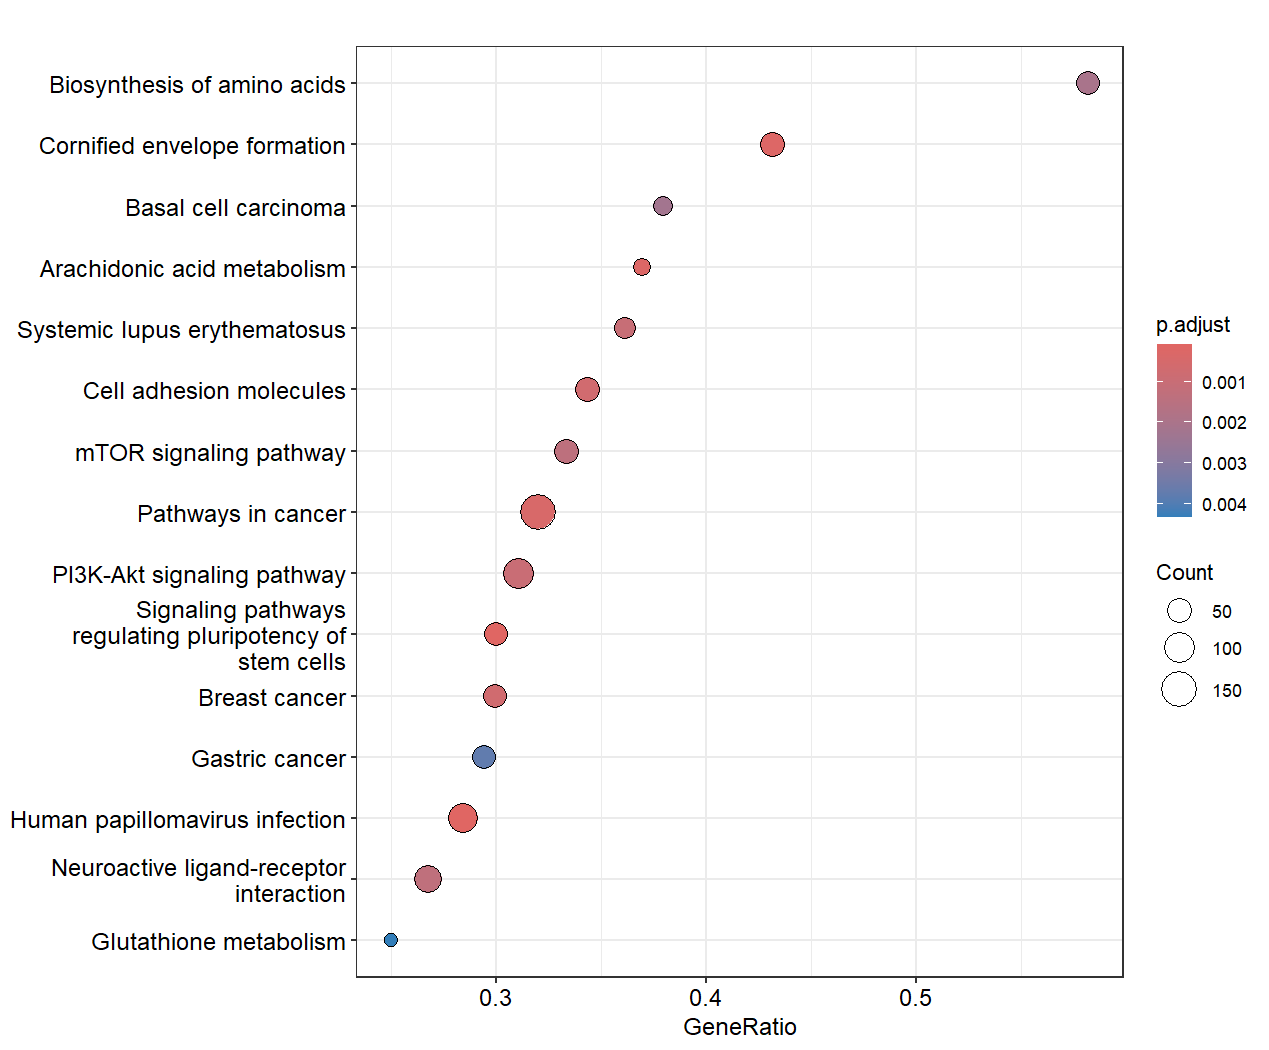 Biosynthesis of amino acids
Cornified envelope formation
Basal cell carcinoma
Arachidonic acid metabolism
Systemic lupus erythematosus
Cell adhesion molecules
mTOR signaling pathway
Pathways in cancer
PI3K-Akt signaling pathway
Signaling pathways
regulating pluripotency of
stem cells
Breast cancer
Gastric cancer
Human papillomavirus infection
Neuroactive ligand-receptor
interaction
Glutathione metabolism
0.3
0.4
0.5
GeneRatio
p.adjust
0.001
0.002
0.003
0.004
Count
50
100
150